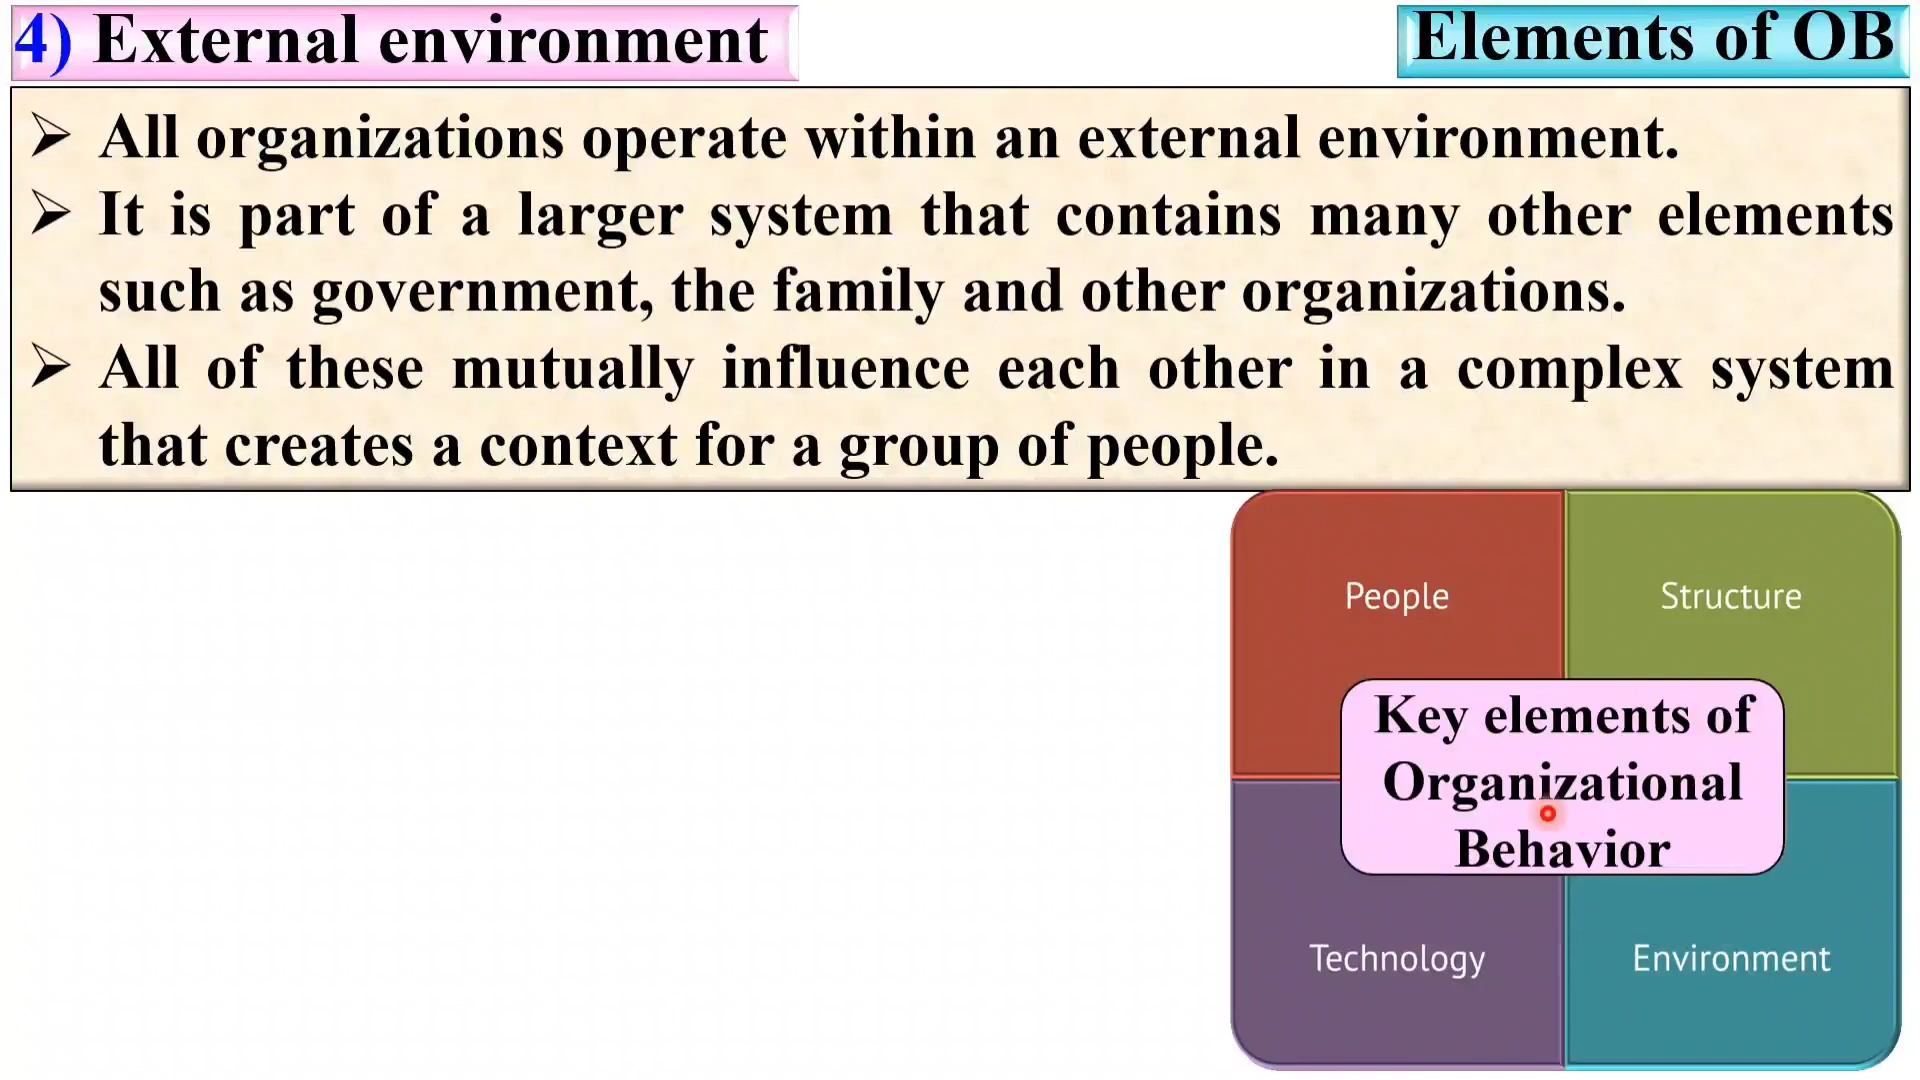 4) External environment
Elements of OB
All organizations operate within an external environment.
It is part of a larger system that contains many other elements
such as government, the family and other organizations.
All of these mutually influence each other in a complex system
that creates a context for a group of people.
People
Structure
Key elements of
Organizational
Behavior
Technology
Environment